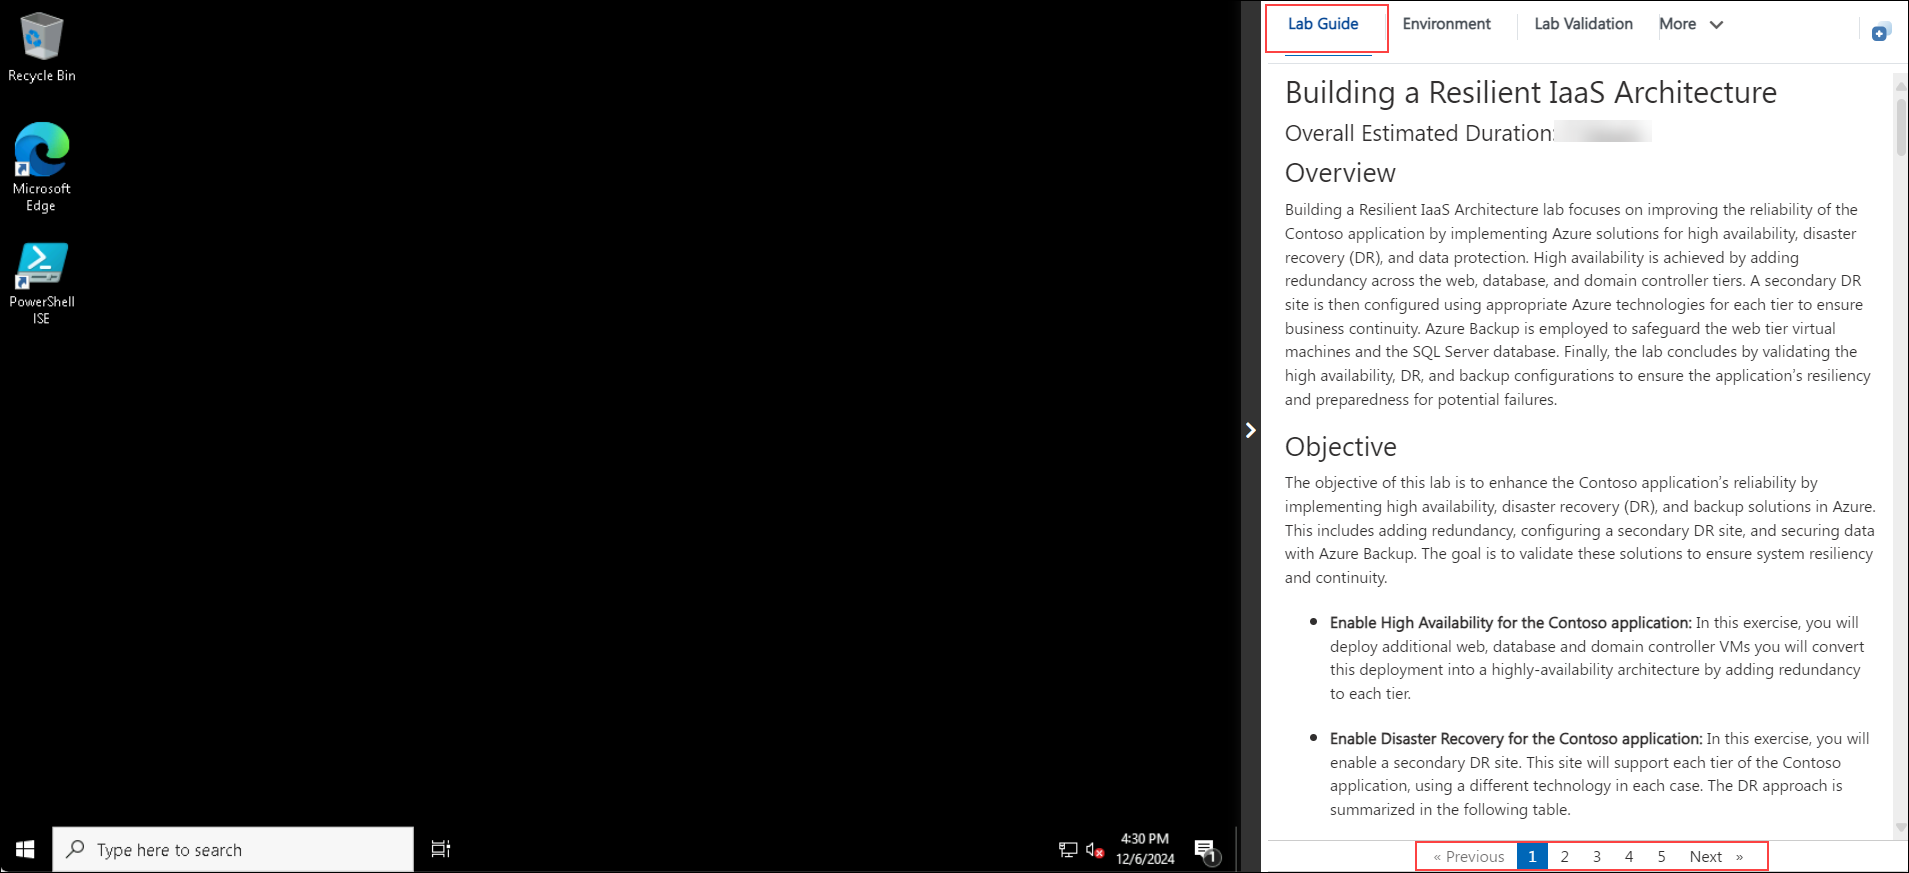 Recycle Bin
Microsoft
Edge
PowerShell
ISE
Type here to search
4:30 PM
12/6/2024
1
Lab Guide
Environment
Lab Validation
More
Building a Resilient IaaS Architecture
Overall Estimated Duration:
Overview
Building a Resilient IaaS Architecture lab focuses on improving the reliability of the
Contoso application by implementing Azure solutions for high availability, disaster
recovery (DR), and data protection. High availability is achieved by adding
redundancy across the web, database, and domain controller tiers. A secondary DR
site is then configured using appropriate Azure technologies for each tier to ensure
business continuity. Azure Backup is employed to safeguard the web tier virtual
machines and the SQL Server database. Finally, the lab concludes by validating the
high availability, DR, and backup configurations to ensure the application's resiliency
and preparedness for potential failures.
Objective
The objective of this lab is to enhance the Contoso application's reliability by
implementing high availability, disaster recovery (DR), and backup solutions in Azure.
This includes adding redundancy, configuring a secondary DR site, and securing data
with Azure Backup. The goal is to validate these solutions to ensure system resiliency
and continuity.
• Enable High Availability for the Contoso application: In this exercise, you will
deploy additional web, database and domain controller VMs you will convert
this deployment into a highly-availability architecture by adding redundancy
to each tier.
• Enable Disaster Recovery for the Contoso application: In this exercise, you will
enable a secondary DR site. This site will support each tier of the Contoso
application, using a different technology in each case. The DR approach is
summarized in the following table.
« Previous 1 2 3 4 5 Next »